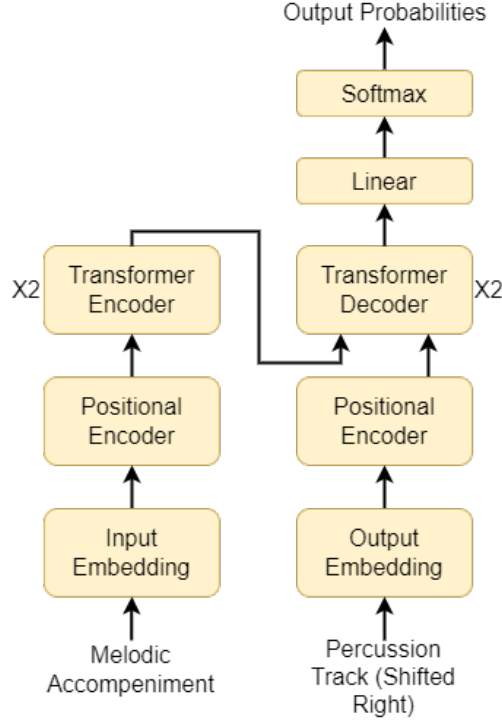 Output Probabilities
Softmax
Linear
Transformer
Encoder
X2
Transformer
Decoder
X2
Positional
Encoder
Positional
Encoder
Input
Embedding
Output
Embedding
Melodic
Accompeniment
Percussion
Track (Shifted
Right)